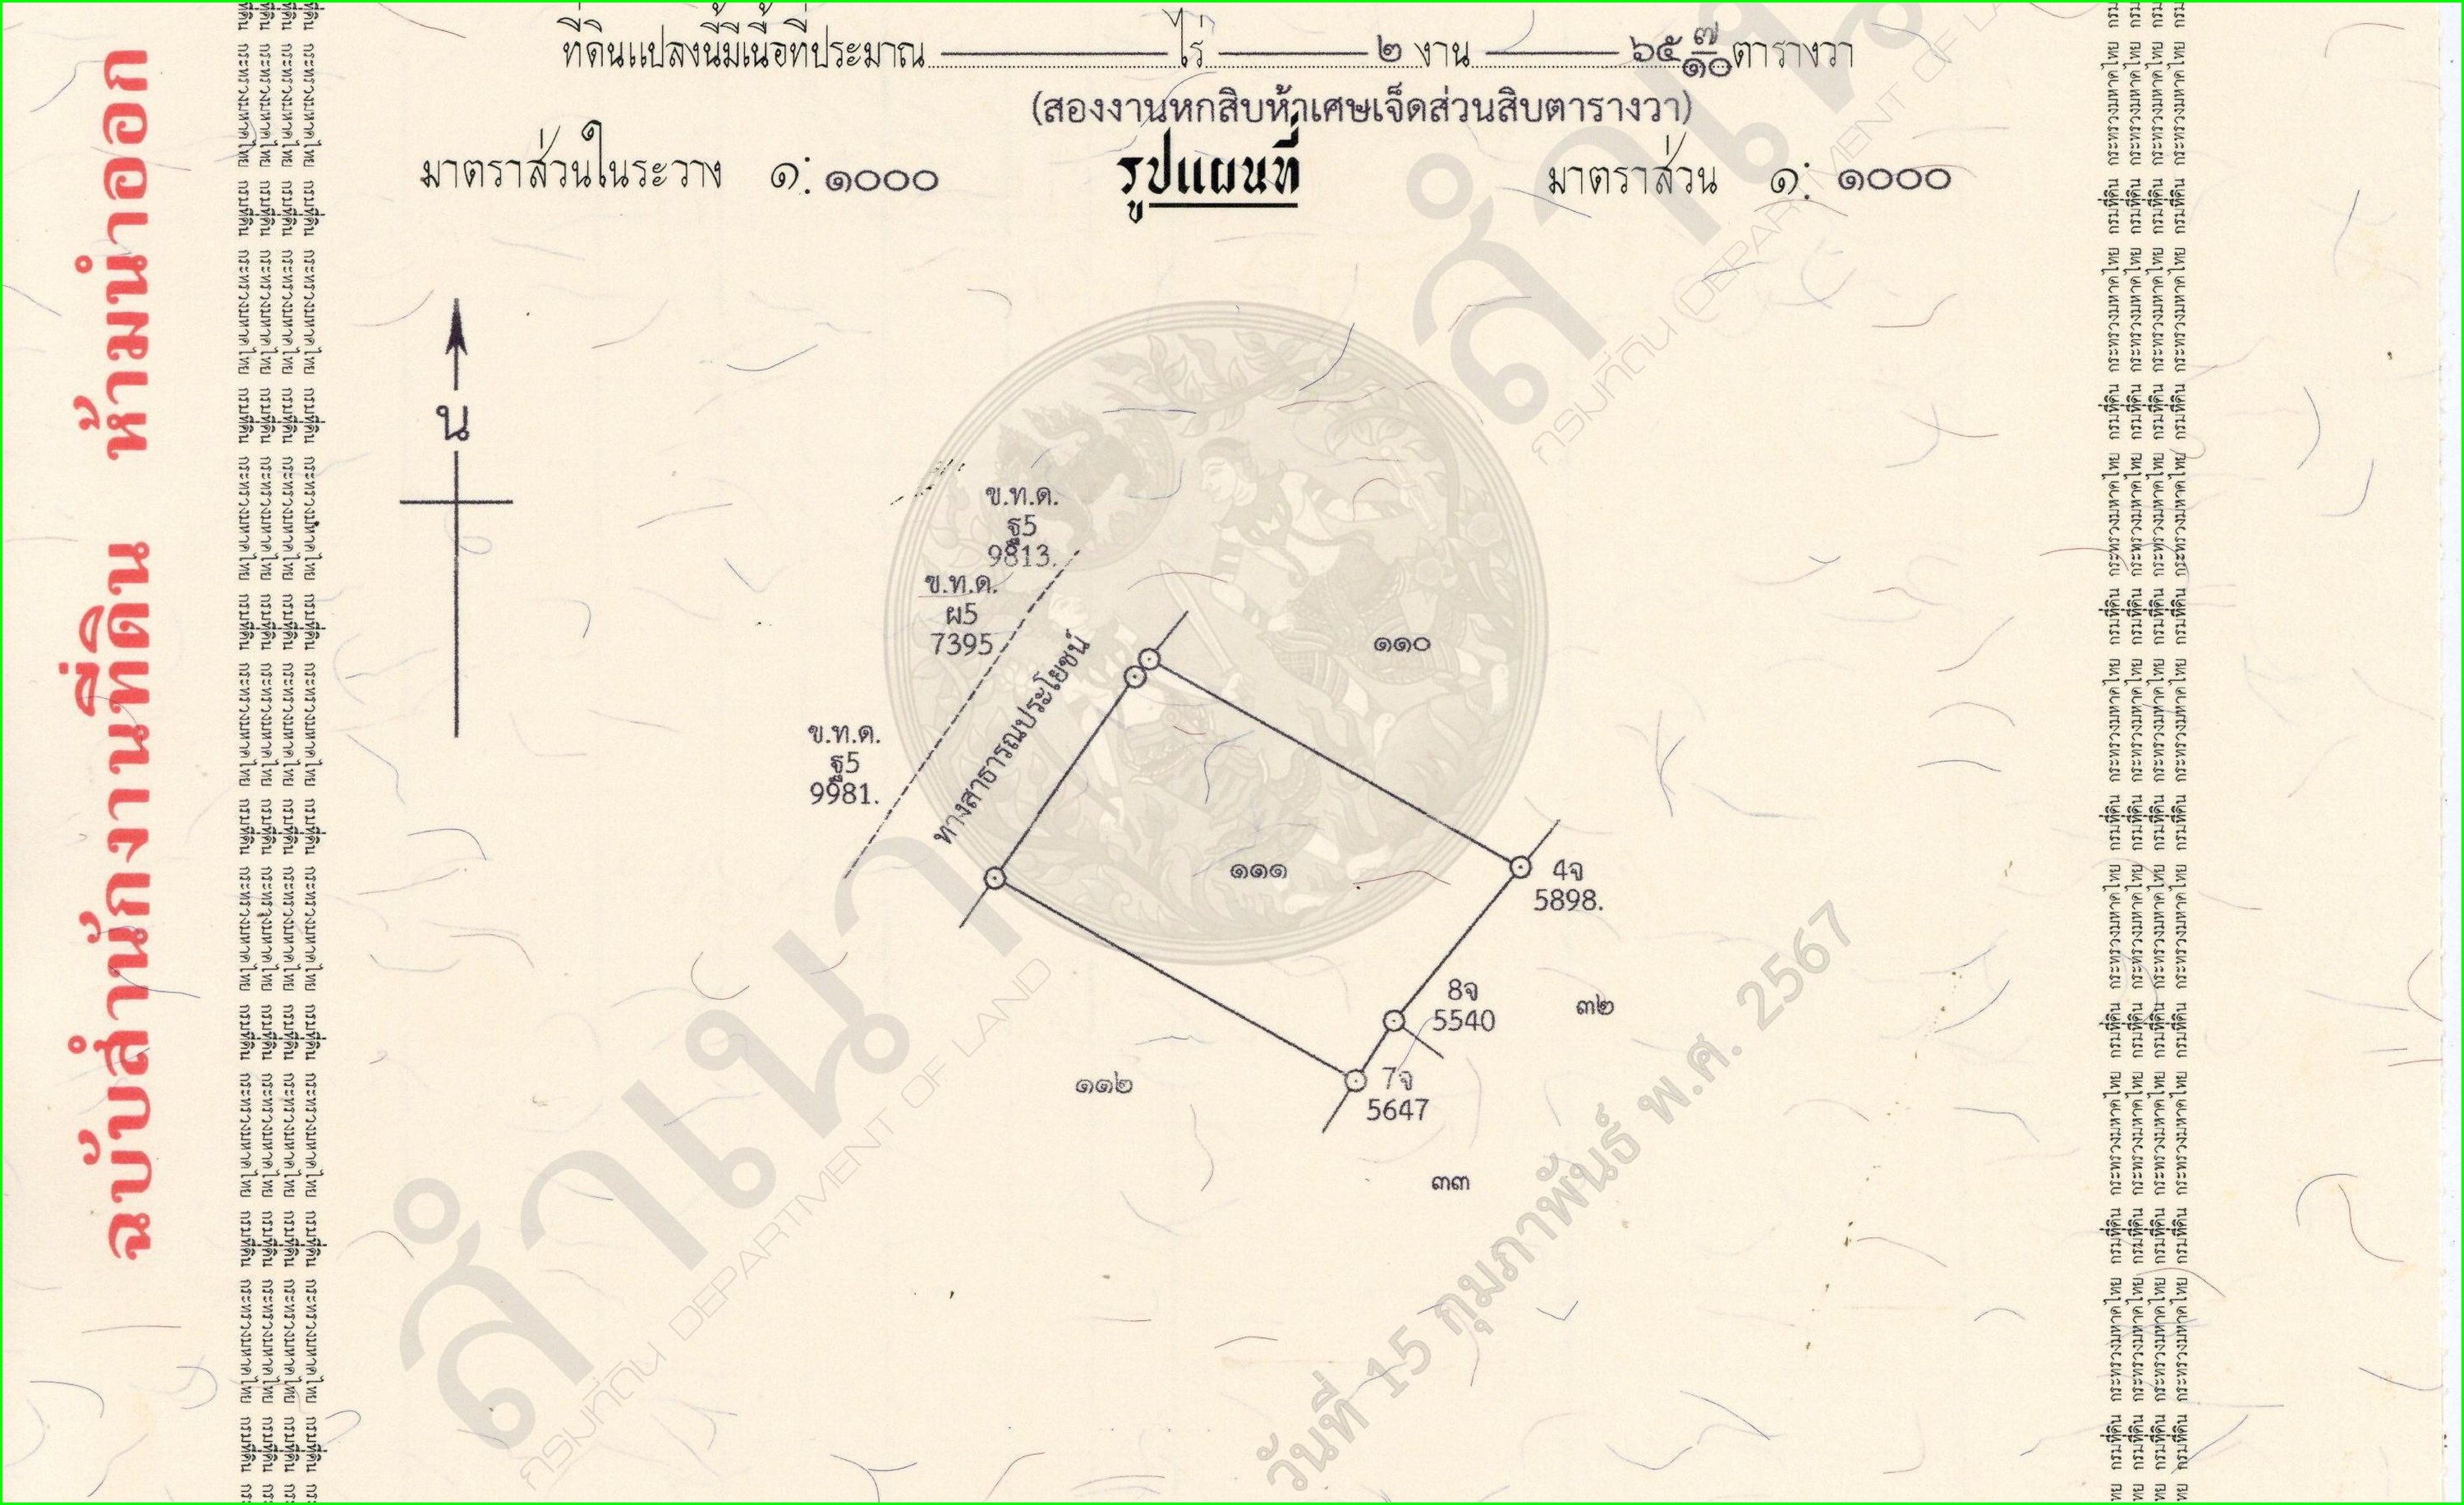 ที่ดินแปลงนี้มีเนื้อที่ประมาณ ไร่ ๒ งาน ๖๕ ๗/๑๐ ตารางวา
(สองงานหกสิบห้าเศษเจ็ดส่วนสิบตารางวา)
มาตราส่วนในระวาง ๑: ๑๐๐๐
รูปแผนที่
มาตราส่วน ๑: ๑๐๐๐
น
ข.ท.ด.
ฐ5
9813.
ข.ท.ด.
ผ5
7395
ทางสาธารณประโยชน์
ข.ท.ด.
ฐ5
9981.
๑๑๐
๑๑๑
4จ
5898.
8จ
5540
๓๒
7จ
5647
๑๑๒
๓๓
ฉบับสำนักงานที่ดิน ห้ามนำออก
กรมที่ดิน กระทรวงมหาดไทย
สำเนา
กรมที่ดิน DEPARTMENT OF LAND
วันที่ 15 กุมภาพันธ์ พ.ศ. 2567